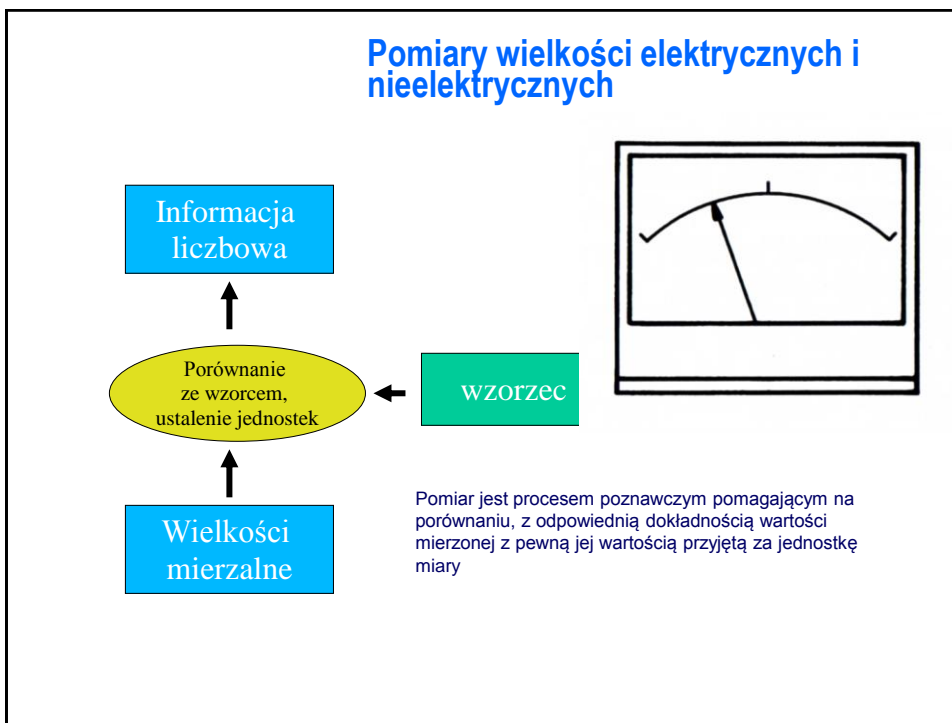 Pomiary wielkości elektrycznych i
nieelektrycznych
Informacja
liczbowa
Porównanie
ze wzorcem,
ustalenie jednostek
wzorzec
Wielkości
mierzalne
Pomiar jest procesem poznawczym pomagającym na
porównaniu, z odpowiednią dokładnością wartości
mierzonej z pewną jej wartością przyjętą za jednostkę
miary